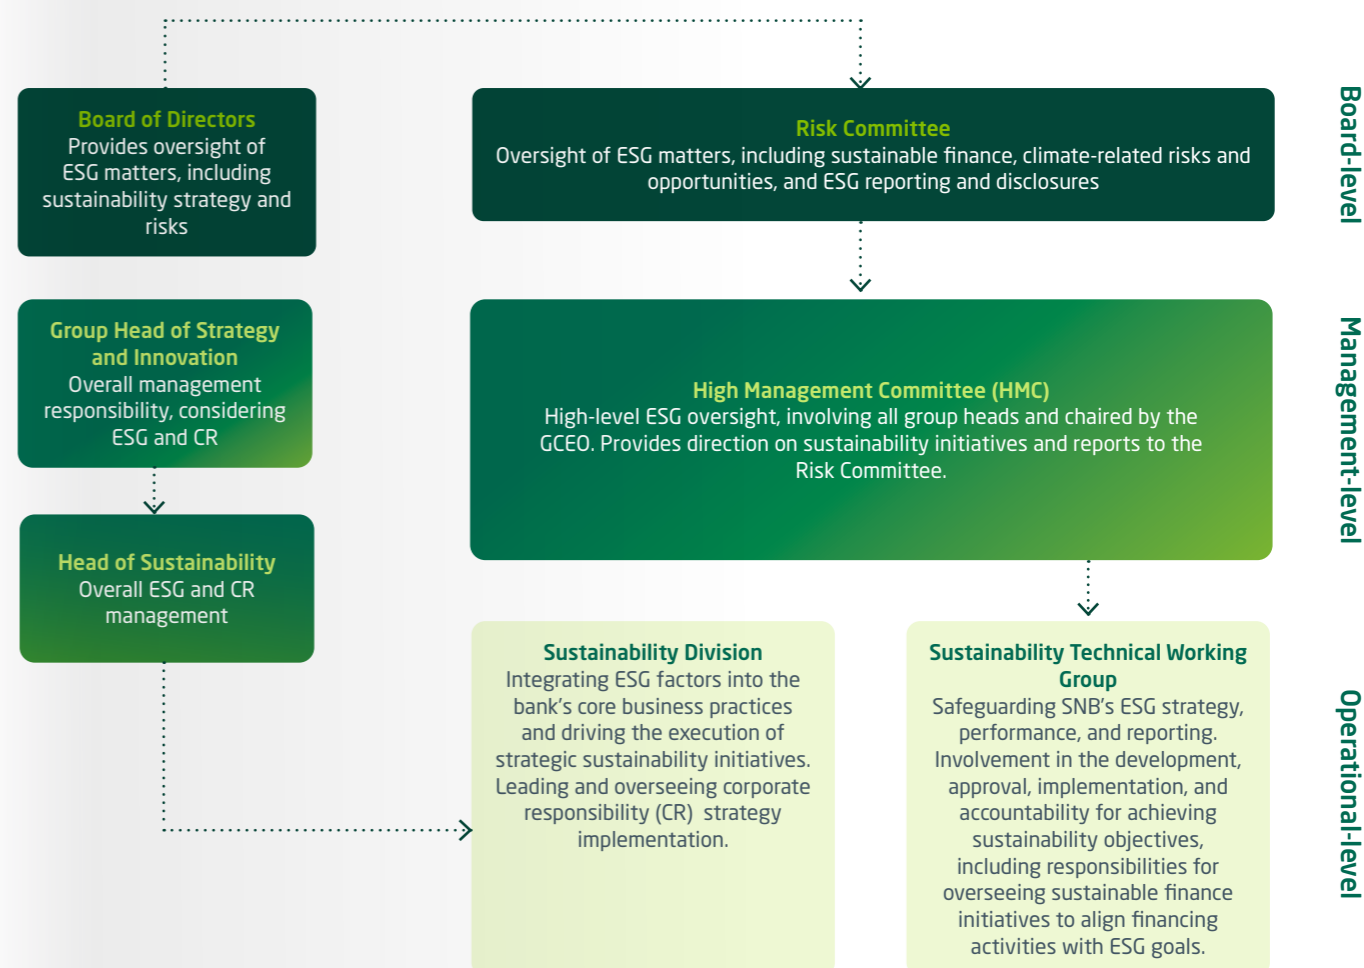 Board of Directors
Provides oversight of
ESG matters, including
sustainability strategy and
risks
Risk Committee
Oversight of ESG matters, including sustainable finance, climate-related risks and
opportunities, and ESG reporting and disclosures
Board-level
Group Head of Strategy
and Innovation
Overall management
responsibility, considering
ESG and CR
High Management Committee (HMC)
High-level ESG oversight, involving all group heads and chaired by the
GCEO. Provides direction on sustainability initiatives and reports to the
Risk Committee.
Management-level
Head of Sustainability
Overall ESG and CR
management
Sustainability Division
Integrating ESG factors into the
bank's core business practices
and driving the execution of
strategic sustainability initiatives.
Leading and overseeing corporate
responsibility (CR) strategy
implementation.
Sustainability Technical Working
Group
Safeguarding SNB's ESG strategy,
performance, and reporting.
Involvement in the development,
approval, implementation, and
accountability for achieving
sustainability objectives,
including responsibilities for
overseeing sustainable finance
initiatives to align financing
activities with ESG goals.
Operational-level